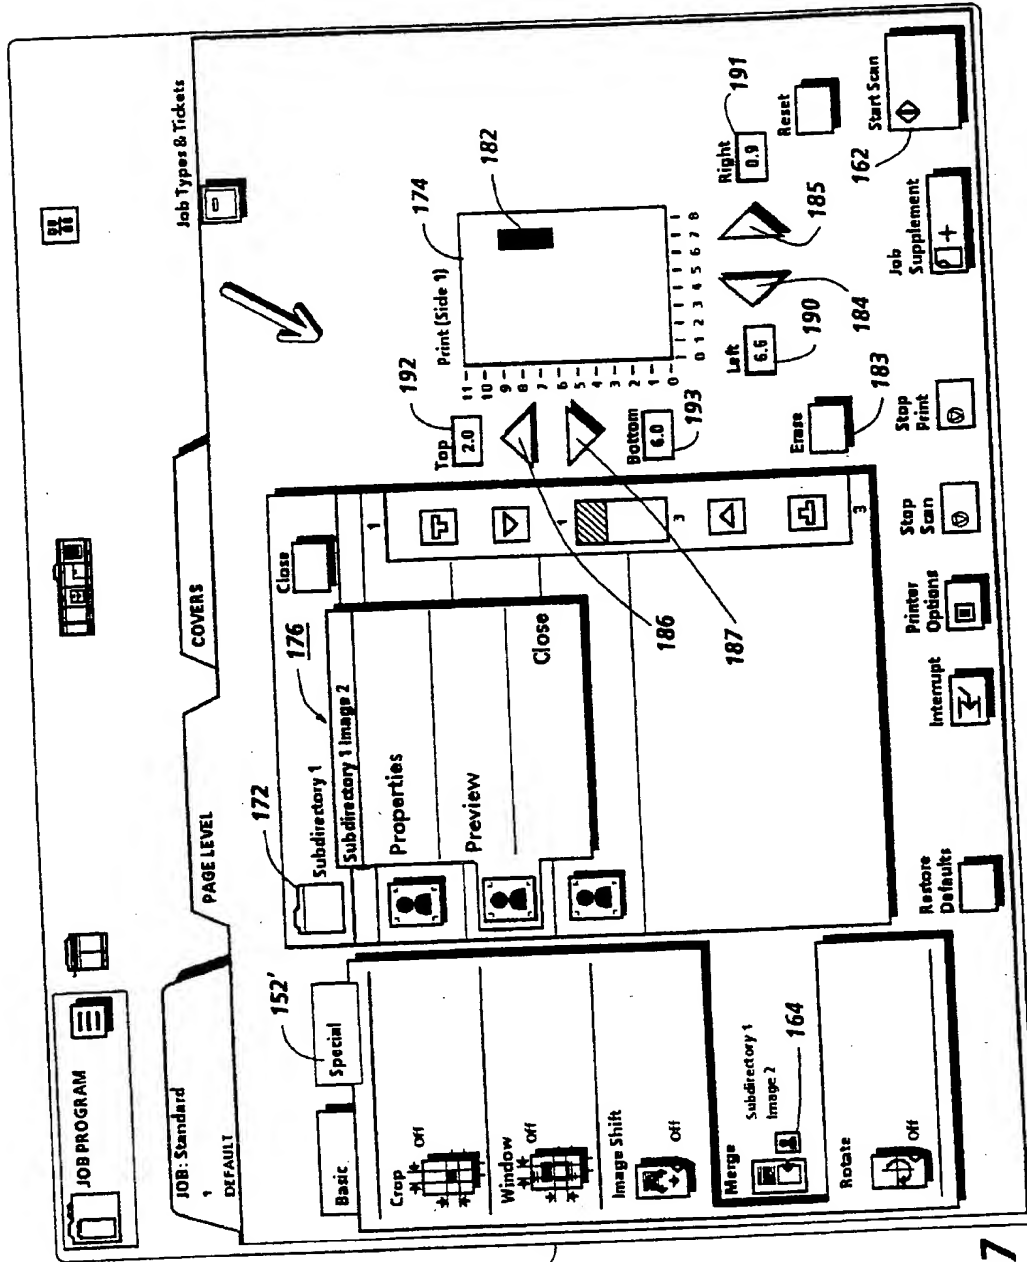 JOB PROGRAM
Job Types & Tickets
JOB: Standard
1
DEFAULT
PAGE LEVEL
COVERS
Basic
Special
152'
Crop
Off
Window
Off
Image Shift
Off
Merge
Subdirectory 1
Image 2
164
Rotate
Off
172
Subdirectory 1
176
Close
Subdirectory 1 Image 2
Properties
Preview
Close
1
1
3
3
186
187
Top
192
2.0
Bottom
6.0
193
Print (Side 1)
174
182
11
10
9
8
7
6
5
4
3
2
1
0
0 1 2 3 4 5 6 7 8
Left
6.6
190
184
185
Right
0.9
191
Erase
183
Reset
Restore
Defaults
Interrupt
Printer
Options
Stop
Scan
Stop
Print
Job
Supplement
162
Start Scan
7